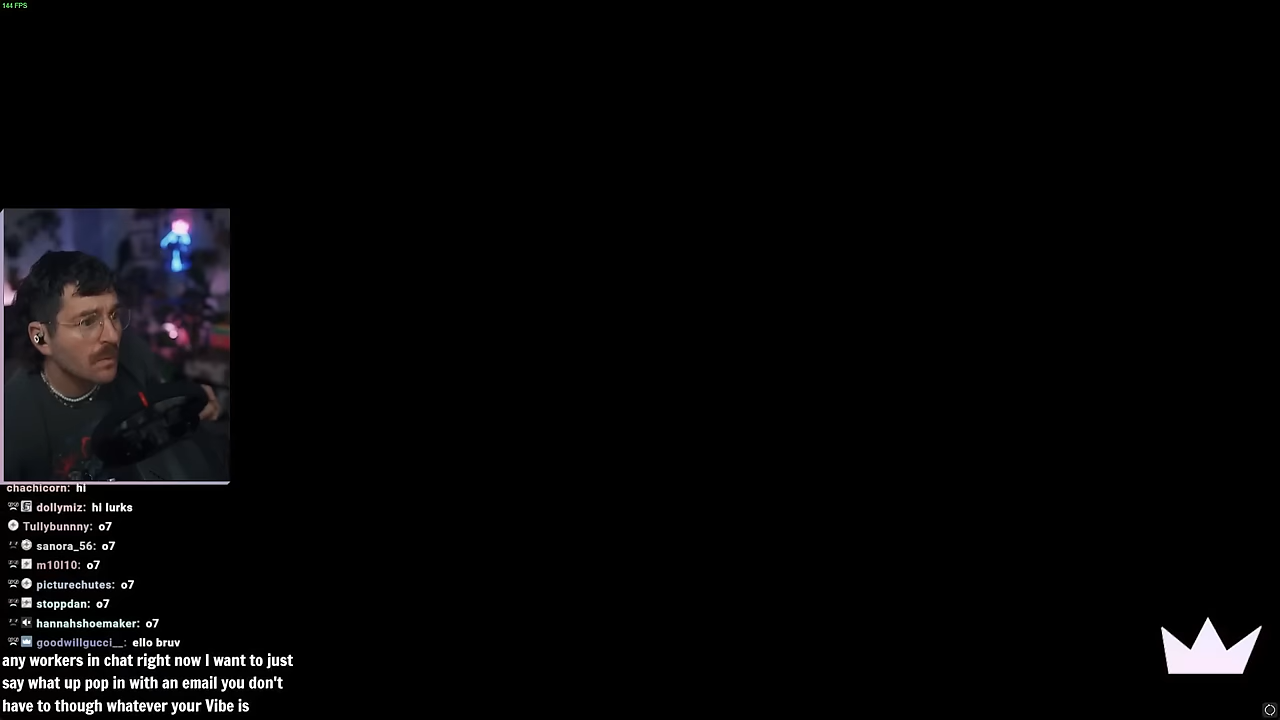 144 FPS
chachicorn: hi
dollymiz: hi lurks
Tullybunnny: o7
sanora_56: o7
m10l10: o7
picturechutes: o7
stoppdan: o7
hannahshoemaker: o7
goodwillgucci__: ello bruv
any workers in chat right now I want to just
say what up pop in with an email you don't
have to though whatever your Vibe is